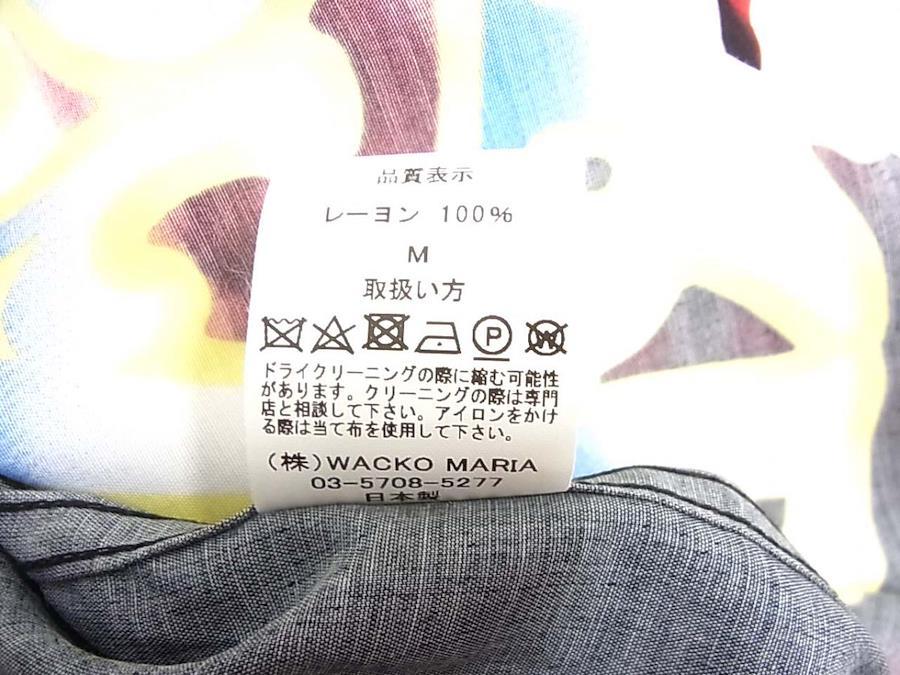 品質表示
レーヨン 100%
M
取扱い方
P W
ドライクリーニングの際に縮む可能性
があります。クリーニングの際は専門
店と相談して下さい。アイロンをかけ
る際は当て布を使用して下さい。
(株)WACKO MARIA
03-5708-5277
日本製